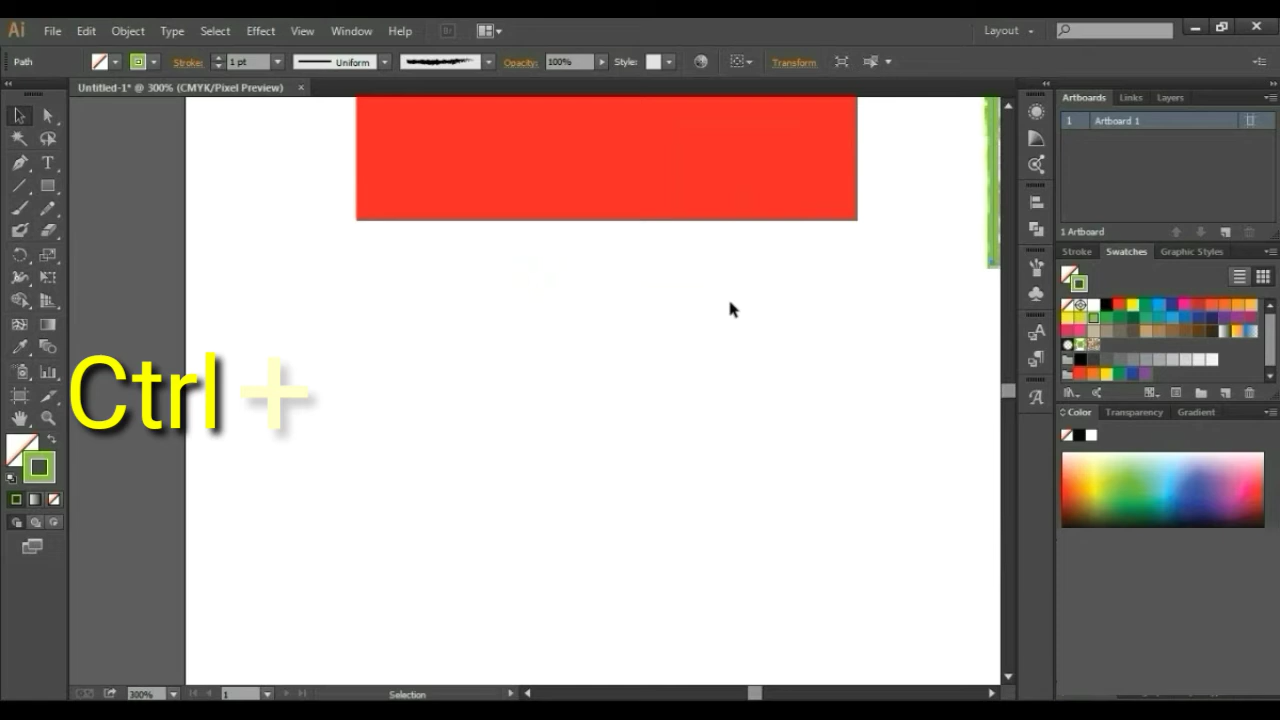 Ai File Edit Object Type Select Effect View Window Help Br Layout
Path Stroke: 1 pt Uniform Opacity: 100% Style: Transform
Untitled-1* @ 300% (CMYK/Pixel Preview) ×
Artboards Links Layers
1 Artboard 1
1 Artboard
Stroke Swatches Graphic Styles
Ctrl +
Color Transparency Gradient
300% 1 Selection